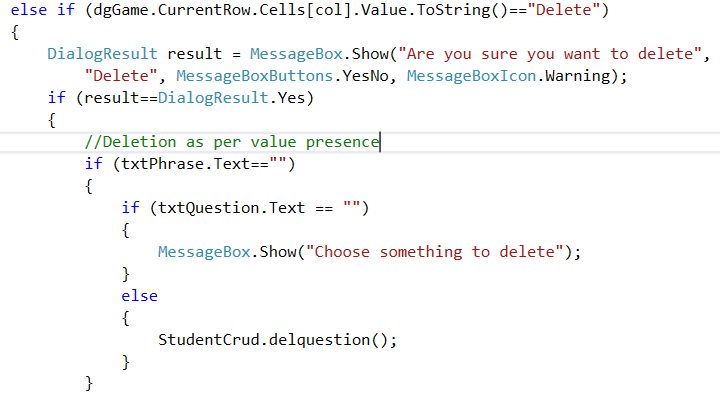 else if (dgGame.CurrentRow.Cells[col].Value.ToString()=="Delete")
{
DialogResult result = MessageBox.Show("Are you sure you want to delete",
"Delete", MessageBoxButtons.YesNo, MessageBoxIcon.Warning);
if (result==DialogResult.Yes)
{
//Deletion as per value presence
if (txtPhrase.Text=="")
{
if (txtQuestion.Text == "")
{
MessageBox.Show("Choose something to delete");
}
else
{
StudentCrud.delquestion();
}
}